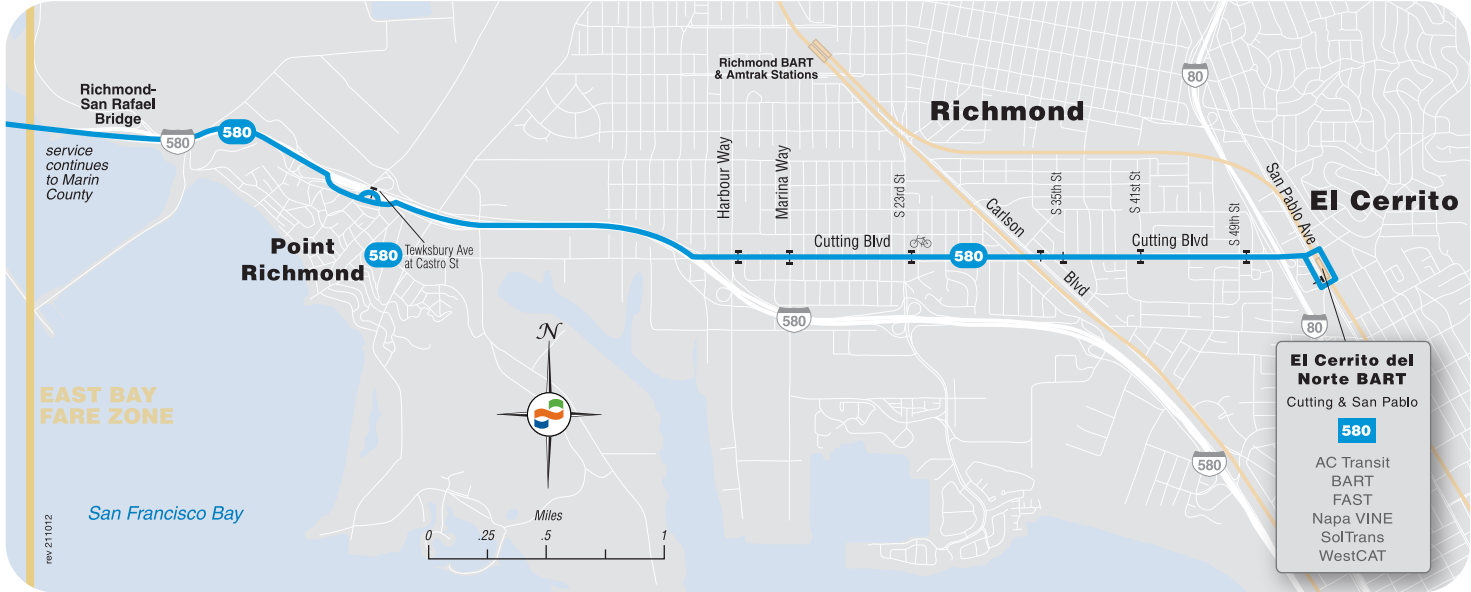 Richmond-
San Rafael
Bridge
580
580
service
continues
to Marin
County
Point
Richmond
580
Tewksbury Ave
at Castro St
Richmond BART
& Amtrak Stations
Richmond
80
El Cerrito
San Pablo Ave
Harbour Way
Marina Way
S 23rd St
Carlson
Blvd
S 35th St
S 41st St
S 49th St
Cutting Blvd
580
Cutting Blvd
580
80
580
El Cerrito del
Norte BART
Cutting & San Pablo
580
AC Transit
BART
FAST
Napa VINE
SolTrans
WestCAT
EAST BAY
FARE ZONE
San Francisco Bay
rev 211012
N
Miles
0 .25 .5 1